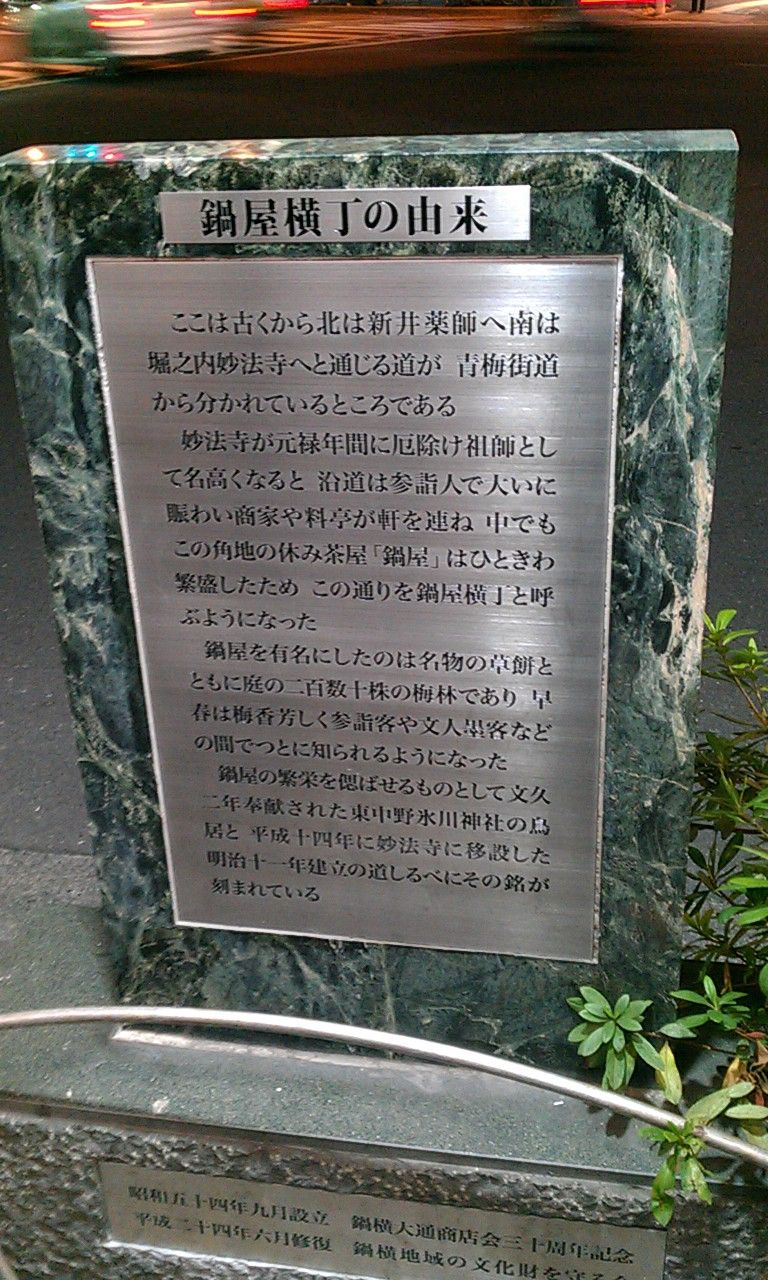 鍋屋横丁の由来
ここは古くから北は新井薬師へ南は
堀之内妙法寺へと通じる道が 青梅街道
から分かれているところである
妙法寺が元禄年間に厄除け祖師とし
て名高くなると 沿道は参詣人で大いに
賑わい商家や料亭が軒を連ね 中でも
この角地の休み茶屋「鍋屋」はひときわ
繁盛したため この通りを鍋屋横丁と呼
ぶようになった
鍋屋を有名にしたのは名物の草餅と
ともに庭の二百数十株の梅林であり 早
春は梅香芳しく参詣客や文人墨客など
の間でつとに知られるようになった
鍋屋の繁栄を偲ばせるものとして文久
二年奉献された東中野氷川神社の鳥
居と 平成十四年に妙法寺に移設した
明治十一年建立の道しるべにその銘が
刻まれている
昭和五十四年九月設立 鍋横大通商店会三十周年記念
平成二十四年六月修復 鍋横地域の文化財を守